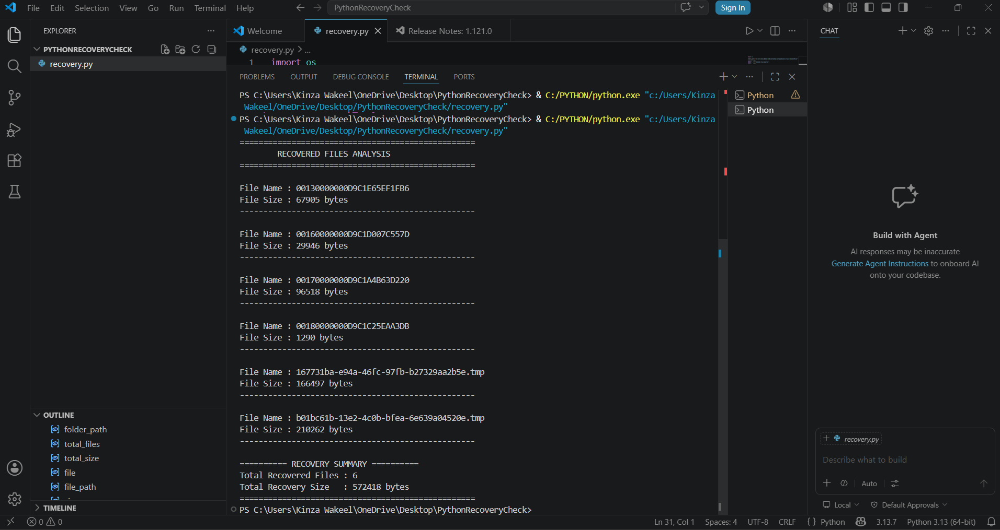 File Edit Selection View Go Run Terminal Help
PythonRecoveryCheck
Sign In
EXPLORER
PYTHONRECOVERYCHECK
recovery.py
OUTLINE
folder_path
total_files
total_size
file
file_path
TIMELINE
Welcome
recovery.py
Release Notes: 1.121.0
recovery.py > ...
1 import os
PROBLEMS OUTPUT DEBUG CONSOLE TERMINAL PORTS
PS C:\Users\Kinza Wakeel\OneDrive\Desktop\PythonRecoveryCheck> & C:/PYTHON/python.exe "c:/Users/Kinza
Wakeel/OneDrive/Desktop/PythonRecoveryCheck/recovery.py"
PS C:\Users\Kinza Wakeel\OneDrive\Desktop\PythonRecoveryCheck> & C:/PYTHON/python.exe "c:/Users/Kinza
Wakeel/OneDrive/Desktop/PythonRecoveryCheck/recovery.py"
==================================================
RECOVERED FILES ANALYSIS
==================================================
File Name : 00130000000D9C1E65EF1FB6
File Size : 67905 bytes
--------------------------------------------------
File Name : 00160000000D9C1D007C557D
File Size : 29946 bytes
--------------------------------------------------
File Name : 00170000000D9C1A4B63D220
File Size : 96518 bytes
--------------------------------------------------
File Name : 00180000000D9C1C25EAA3DB
File Size : 1290 bytes
--------------------------------------------------
File Name : 167731ba-e94a-46fc-97fb-b27329aa2b5e.tmp
File Size : 166497 bytes
--------------------------------------------------
File Name : b01bc61b-13e2-4c0b-bfea-6e639a04520e.tmp
File Size : 210262 bytes
--------------------------------------------------
========== RECOVERY SUMMARY ==========
Total Recovered Files : 6
Total Recovery Size : 572418 bytes
==================================================
PS C:\Users\Kinza Wakeel\OneDrive\Desktop\PythonRecoveryCheck>
Python
Python
CHAT
Build with Agent
AI responses may be inaccurate
Generate Agent Instructions to onboard AI
onto your codebase.
recovery.py
Describe what to build
Auto
Local
Default Approvals
0 0
Ln 31, Col 1 Spaces: 4 UTF-8 CRLF {} Python 3.13.7 Python 3.13 (64-bit)